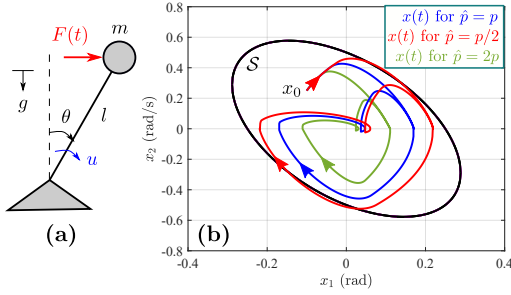 m
F(t)
g
θ
l
u
(a)
x(t) for p̂ = p
x(t) for p̂ = p/2
x(t) for p̂ = 2p
0.8
0.6
0.4
0.2
0
-0.2
-0.4
-0.6
-0.8
x₂ (rad/s)
S
x₀
(b)
-0.4 -0.2 0 0.2 0.4
x₁ (rad)